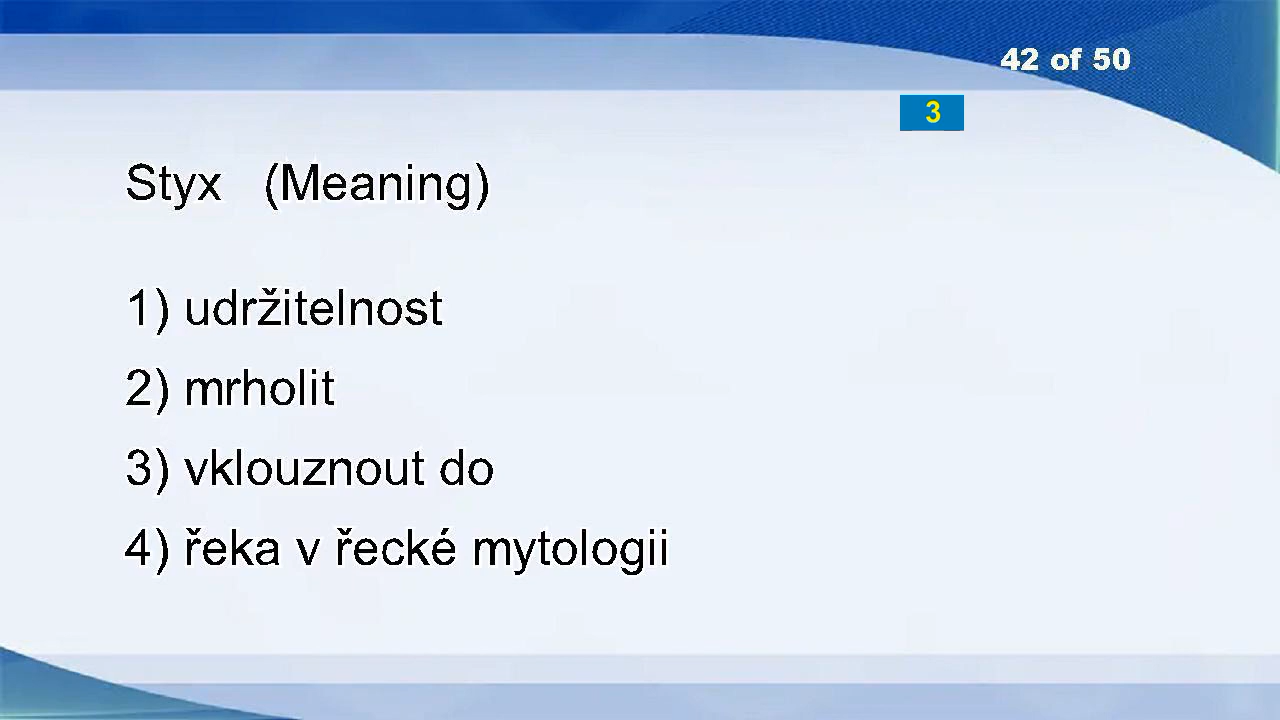 42 of 50
3
Styx (Meaning)
1) udržitelnost
2) mrholit
3) vklouznout do
4) řeka v řecké mytologii